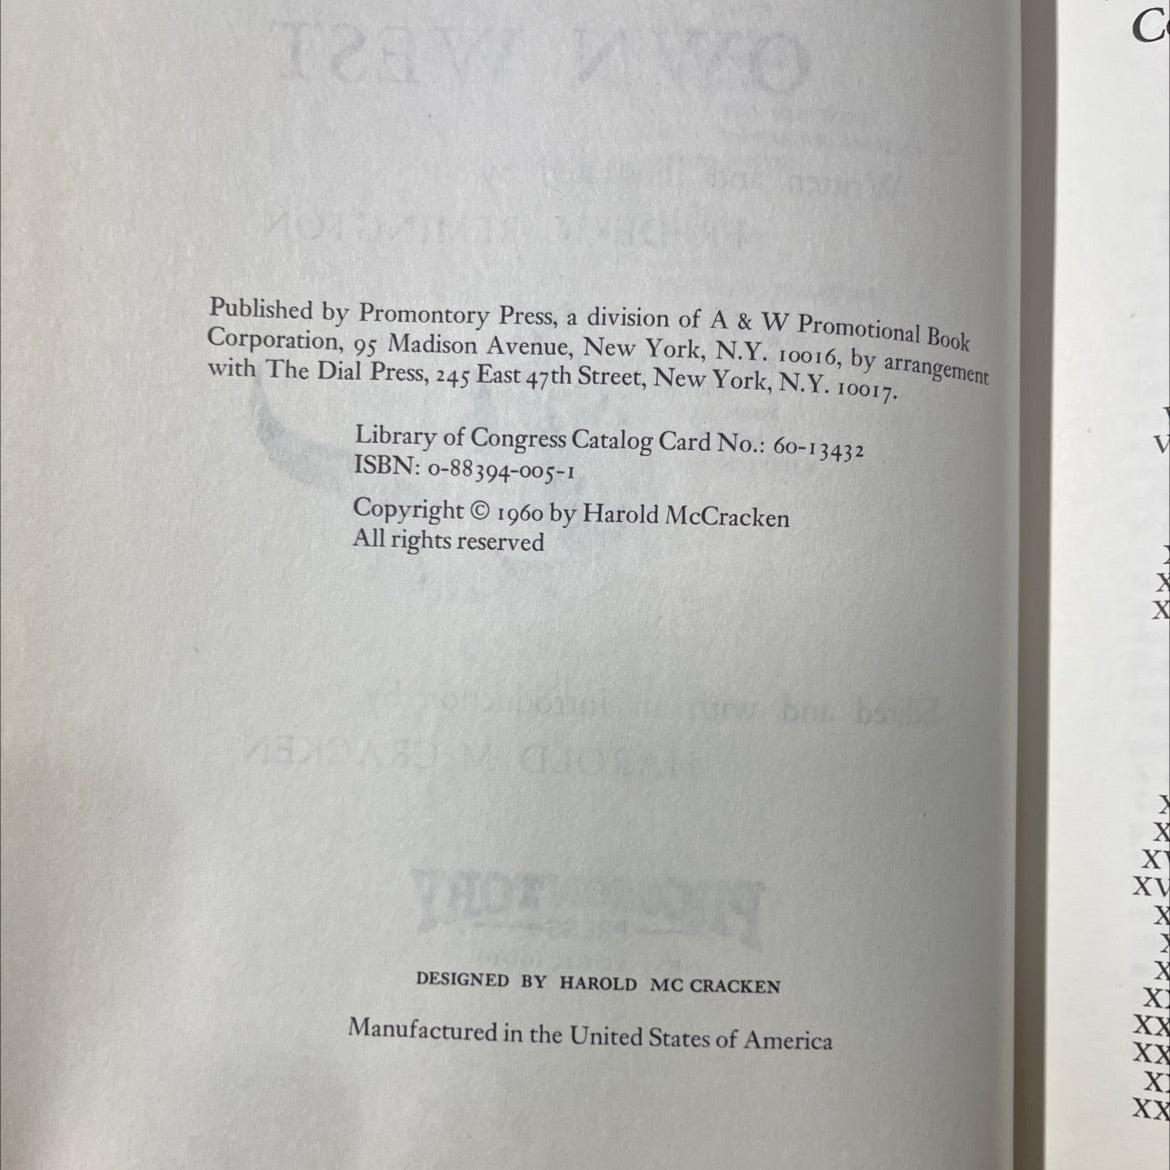 Published by Promontory Press, a division of A & W Promotional Book
Corporation, 95 Madison Avenue, New York, N.Y. 10016, by arrangement
with The Dial Press, 245 East 47th Street, New York, N.Y. 10017.
Library of Congress Catalog Card No.: 60-13432
ISBN: 0-88394-005-1
Copyright © 1960 by Harold McCracken
All rights reserved
DESIGNED BY HAROLD MC CRACKEN
Manufactured in the United States of America